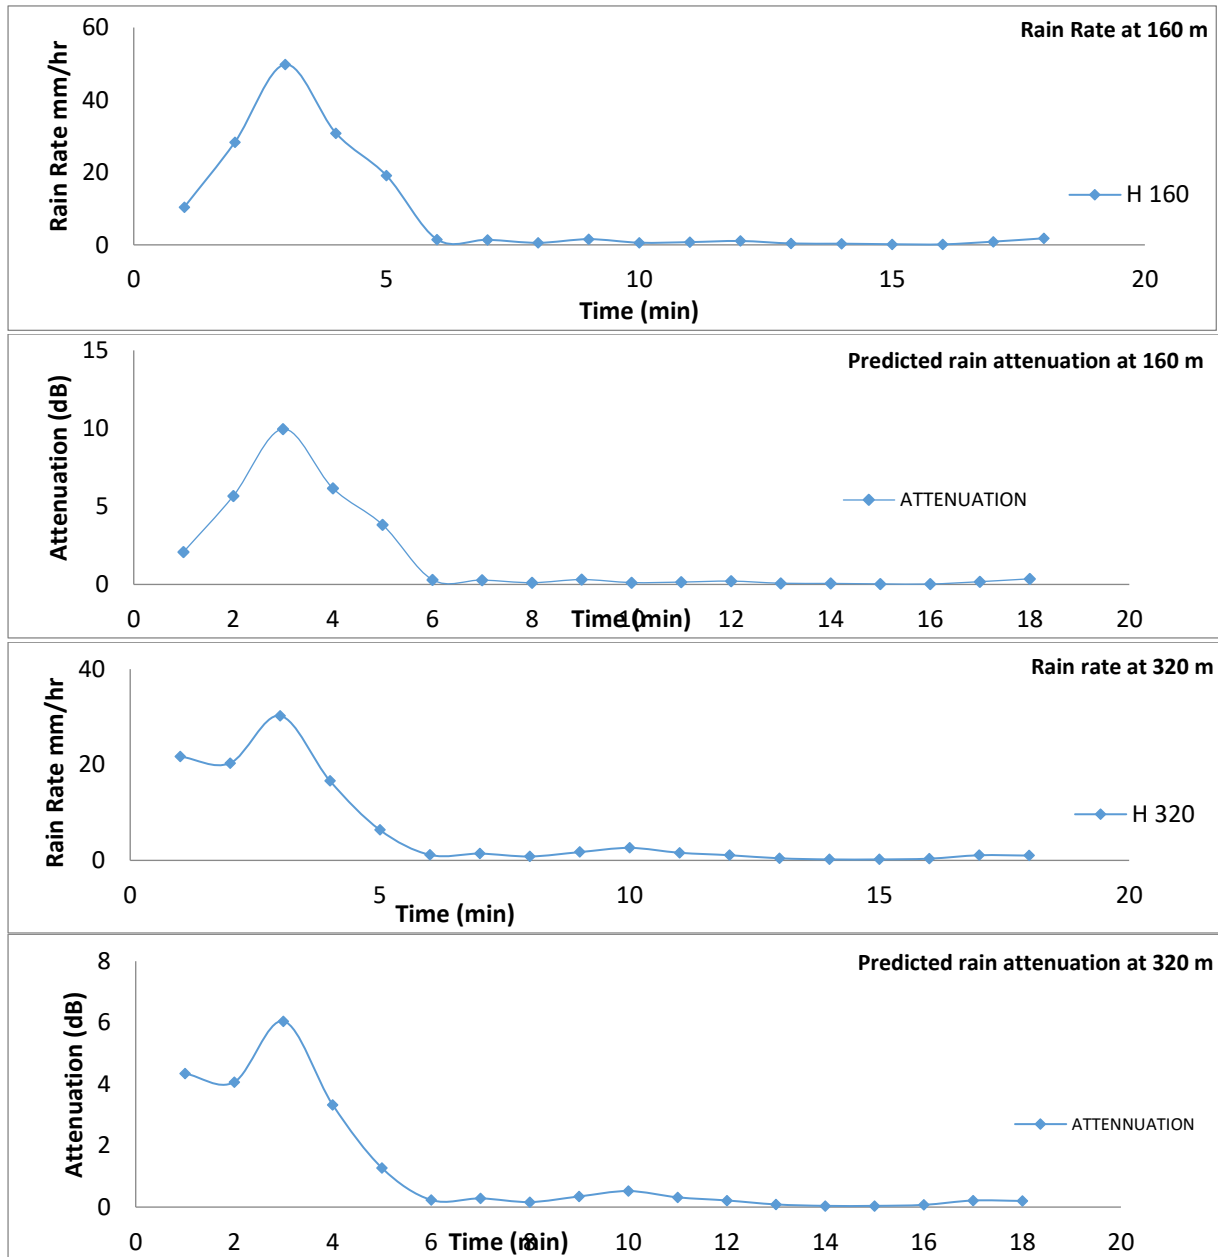 Rain Rate at 160 m
Rain Rate mm/hr
60
40
20
0
H 160
0 5 10 15 20
Time (min)
Predicted rain attenuation at 160 m
Attenuation (dB)
15
10
5
0
ATTENUATION
0 2 4 6 8 10 12 14 16 18 20
Time (min)
Rain rate at 320 m
Rain Rate mm/hr
40
20
0
H 320
0 5 10 15 20
Time (min)
Predicted rain attenuation at 320 m
Attenuation (dB)
8
6
4
2
0
ATTENNUATION
0 2 4 6 8 10 12 14 16 18 20
Time (min)